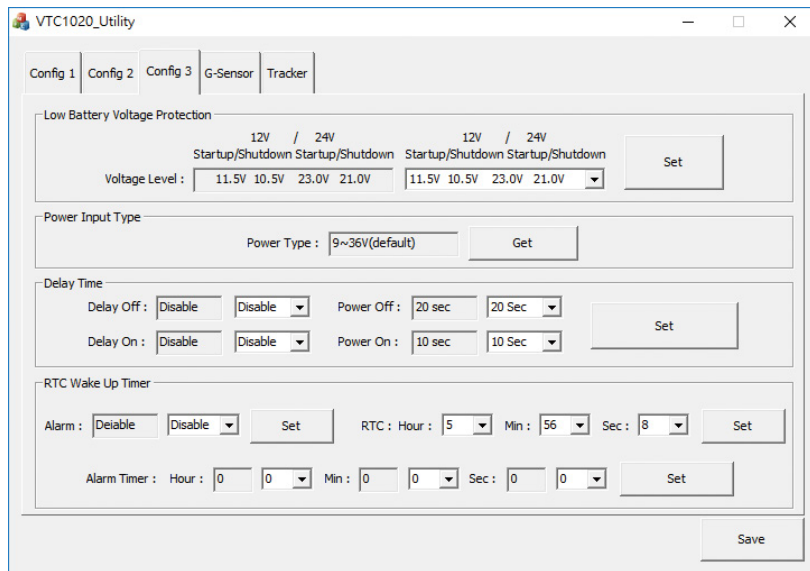 VTC1020_Utility
Config 1 Config 2 Config 3 G-Sensor Tracker
Low Battery Voltage Protection
12V / 24V 12V / 24V
Startup/Shutdown Startup/Shutdown Startup/Shutdown Startup/Shutdown
Voltage Level : 11.5V 10.5V 23.0V 21.0V 11.5V 10.5V 23.0V 21.0V Set
Power Input Type
Power Type : 9~36V(default) Get
Delay Time
Delay Off : Disable Disable Power Off : 20 sec 20 Sec
Delay On : Disable Disable Power On : 10 sec 10 Sec Set
RTC Wake Up Timer
Alarm : Deiable Disable Set RTC : Hour : 5 Min : 56 Sec : 8 Set
Alarm Timer : Hour : 0 0 Min : 0 0 Sec : 0 0 Set
Save